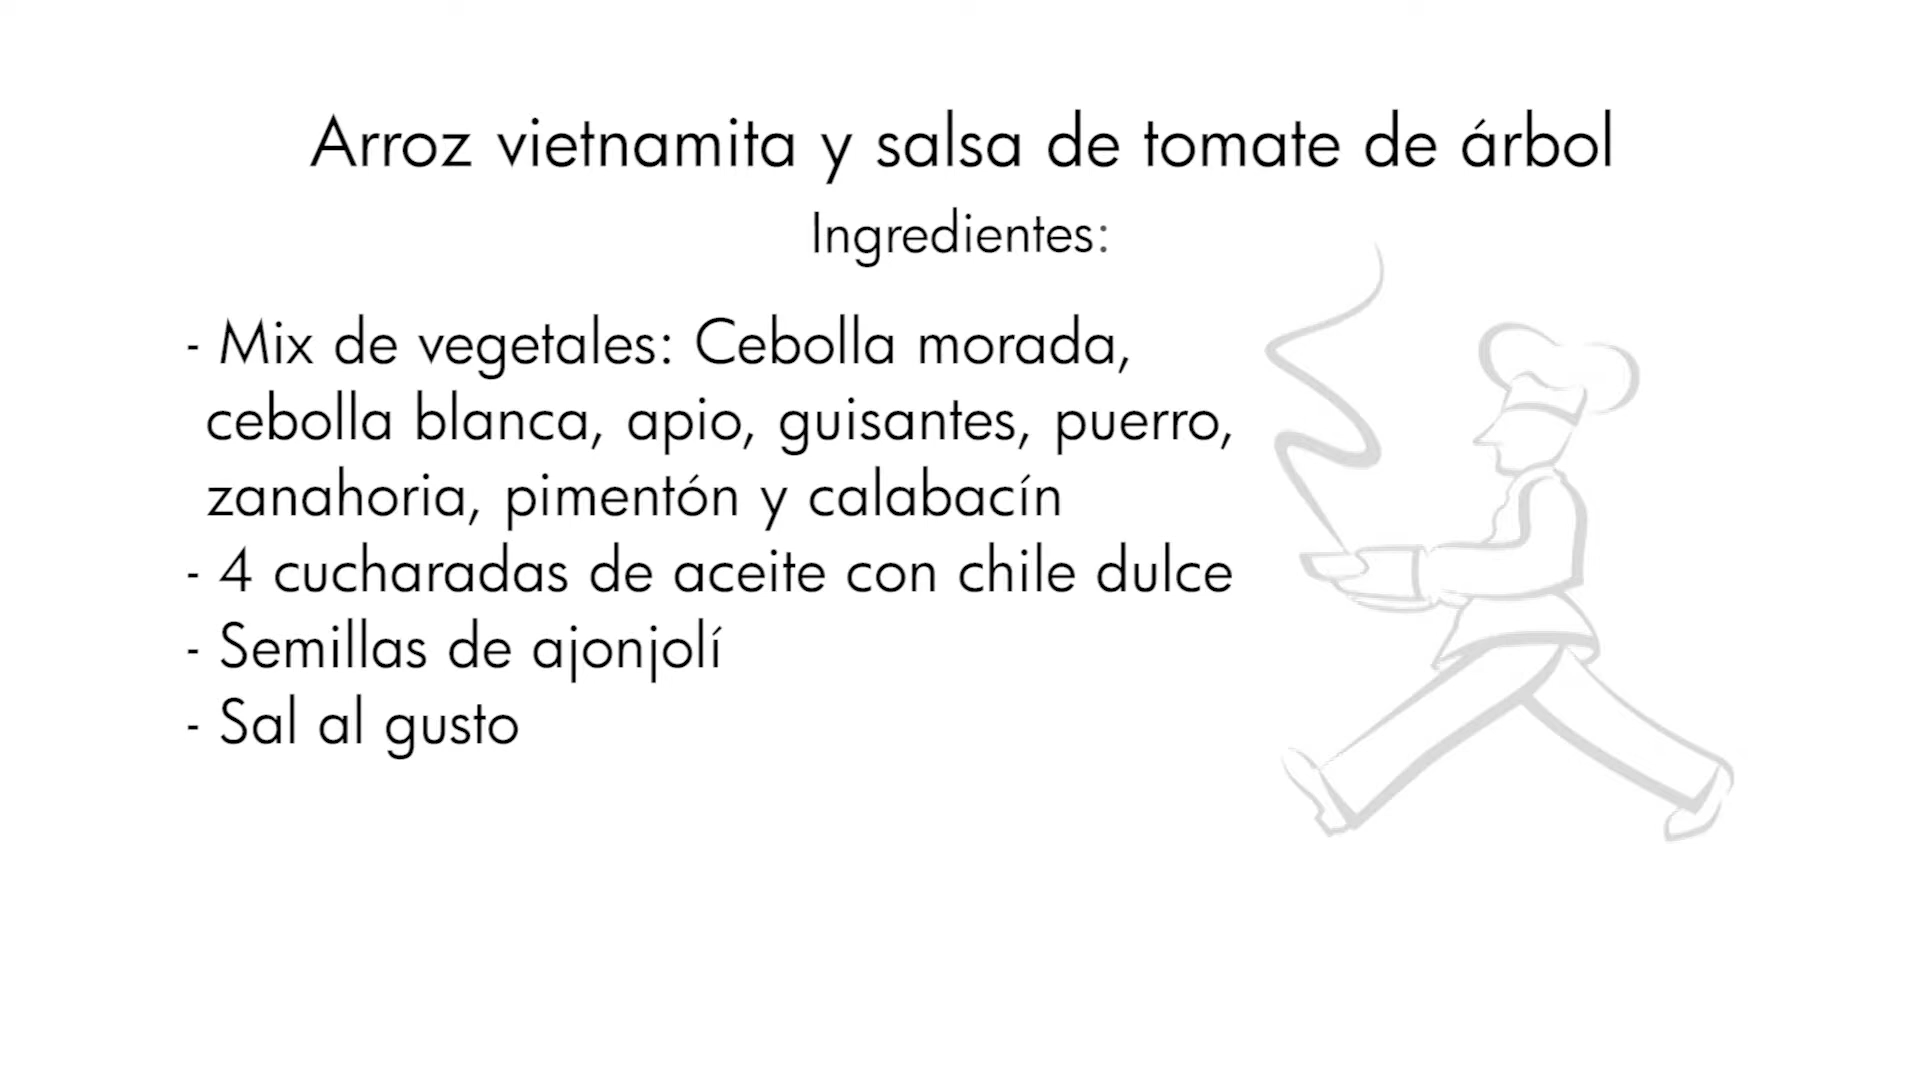 Arroz vietnamita y salsa de tomate de árbol
Ingredientes:
- Mix de vegetales: Cebolla morada,
cebolla blanca, apio, guisantes, puerro,
zanahoria, pimentón y calabacín
- 4 cucharadas de aceite con chile dulce
- Semillas de ajonjolí
- Sal al gusto